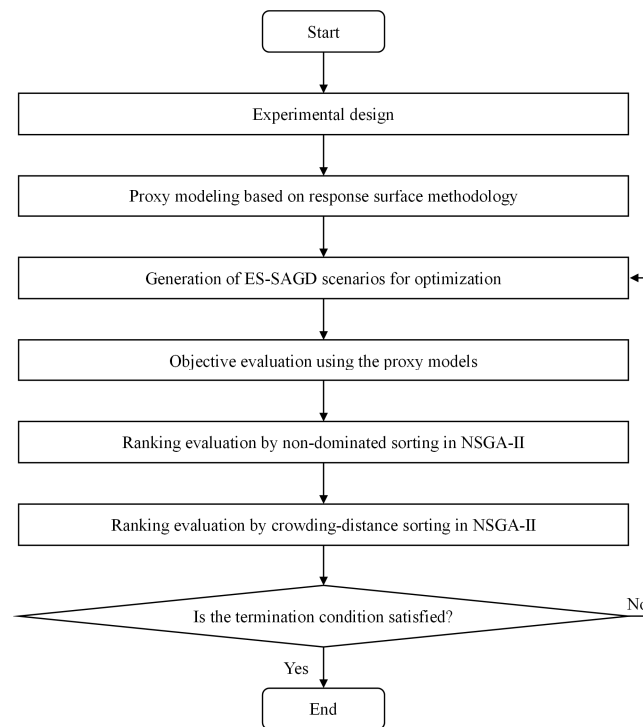 Start
Experimental design
Proxy modeling based on response surface methodology
Generation of ES-SAGD scenarios for optimization
Objective evaluation using the proxy models
Ranking evaluation by non-dominated sorting in NSGA-II
Ranking evaluation by crowding-distance sorting in NSGA-II
Is the termination condition satisfied?
No
Yes
End